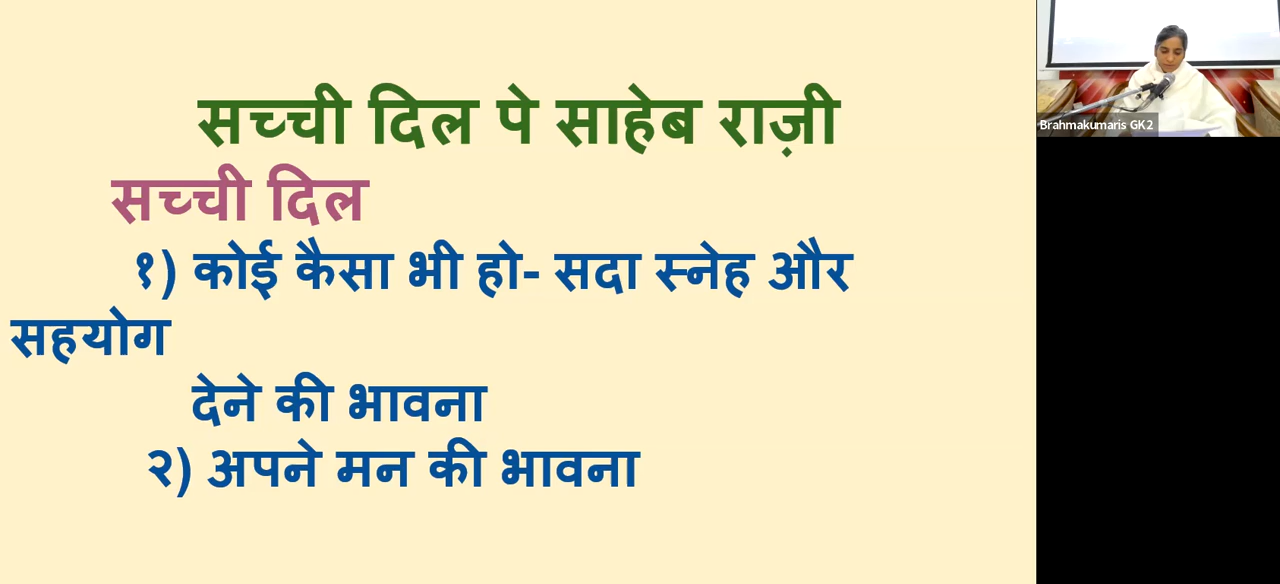 सच्ची दिल पे साहेब राज़ी
सच्ची दिल
१) कोई कैसा भी हो- सदा स्नेह और
सहयोग
देने की भावना
२) अपने मन की भावना
Brahmakumaris GK2